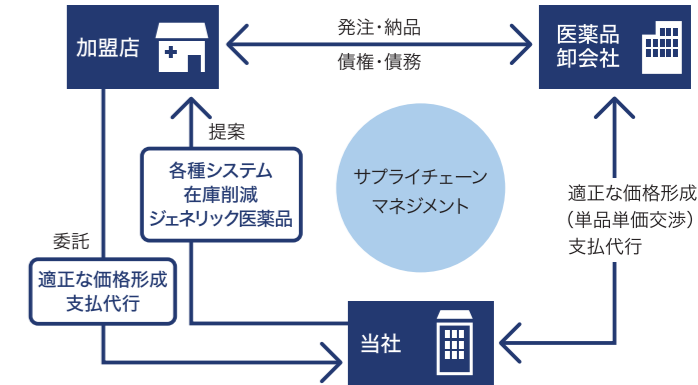 加盟店
発注・納品
債権・債務
医薬品
卸会社
提案
各種システム
在庫削減
ジェネリック医薬品
サプライチェーン
マネジメント
適正な価格形成
（単品単価交渉）
支払代行
委託
適正な価格形成
支払代行
当社